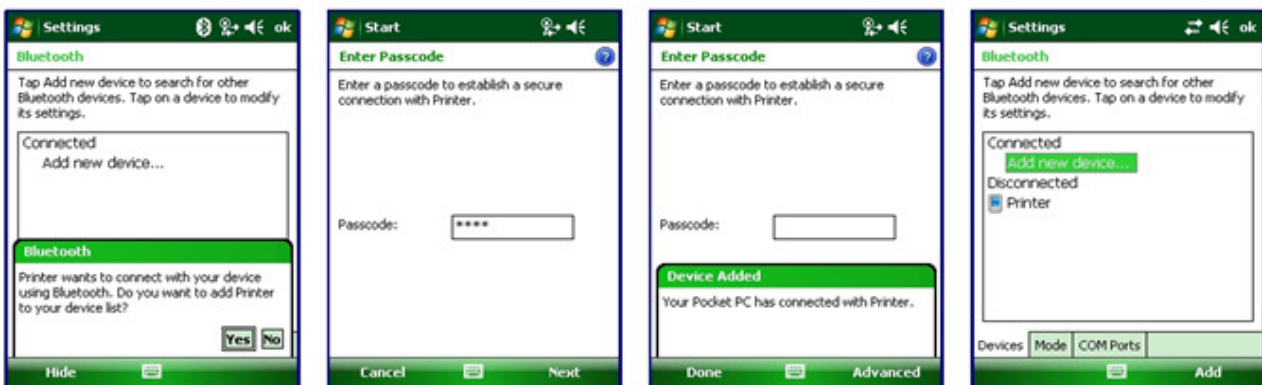 Settings ok
Bluetooth
Tap Add new device to search for other
Bluetooth devices. Tap on a device to modify
its settings.
Connected
Add new device...
Bluetooth
Printer wants to connect with your device
using Bluetooth. Do you want to add Printer
to your device list?
Yes No
Hide
Start
Enter Passcode
Enter a passcode to establish a secure
connection with Printer.
Passcode: ****
Cancel Next
Start
Enter Passcode
Enter a passcode to establish a secure
connection with Printer.
Passcode:
Device Added
Your Pocket PC has connected with Printer.
Done Advanced
Settings ok
Bluetooth
Tap Add new device to search for other
Bluetooth devices. Tap on a device to modify
its settings.
Connected
Add new device...
Disconnected
Printer
Devices Mode COM Ports
Add